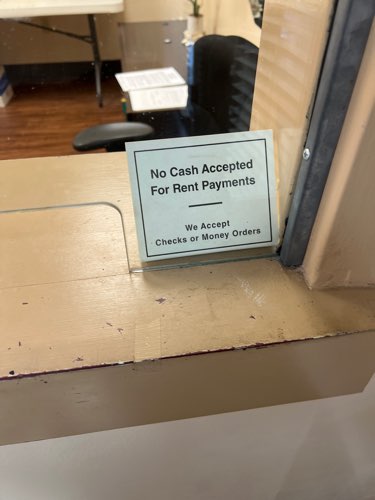 No Cash Accepted
For Rent Payments
We Accept
Checks or Money Orders